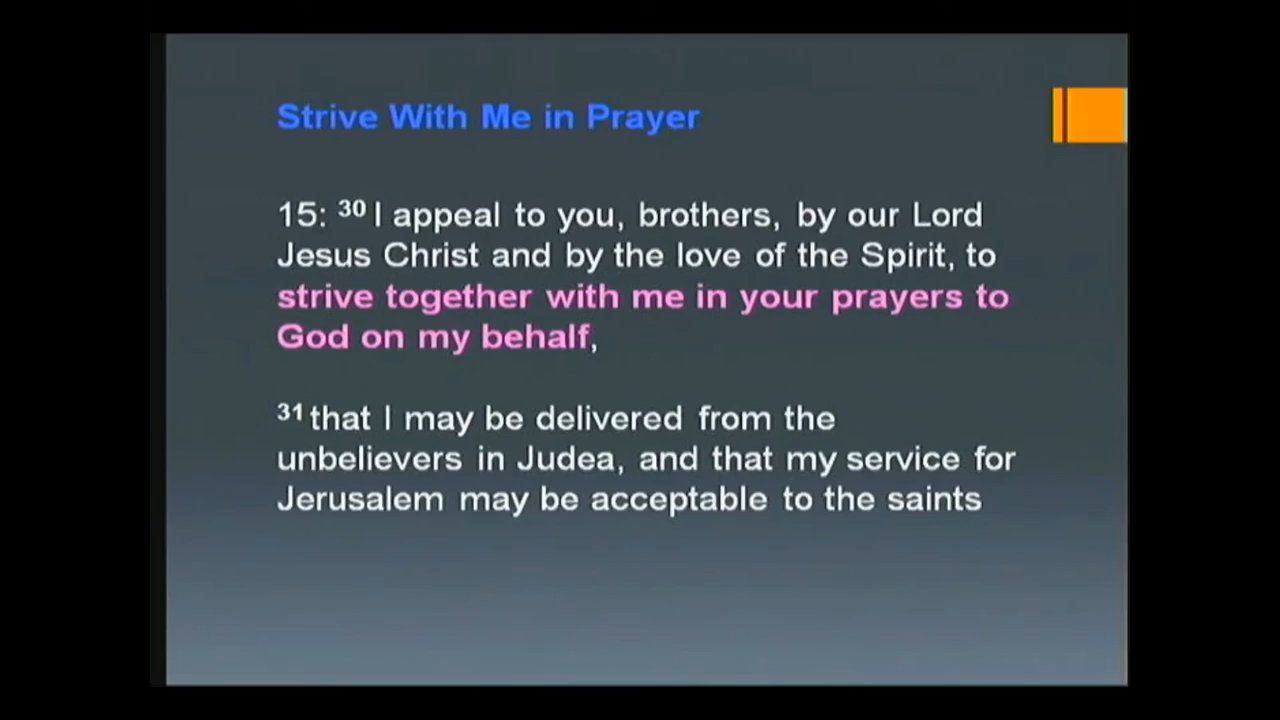 Strive With Me in Prayer
15: 30 I appeal to you, brothers, by our Lord
Jesus Christ and by the love of the Spirit, to
strive together with me in your prayers to
God on my behalf,
31 that I may be delivered from the
unbelievers in Judea, and that my service for
Jerusalem may be acceptable to the saints